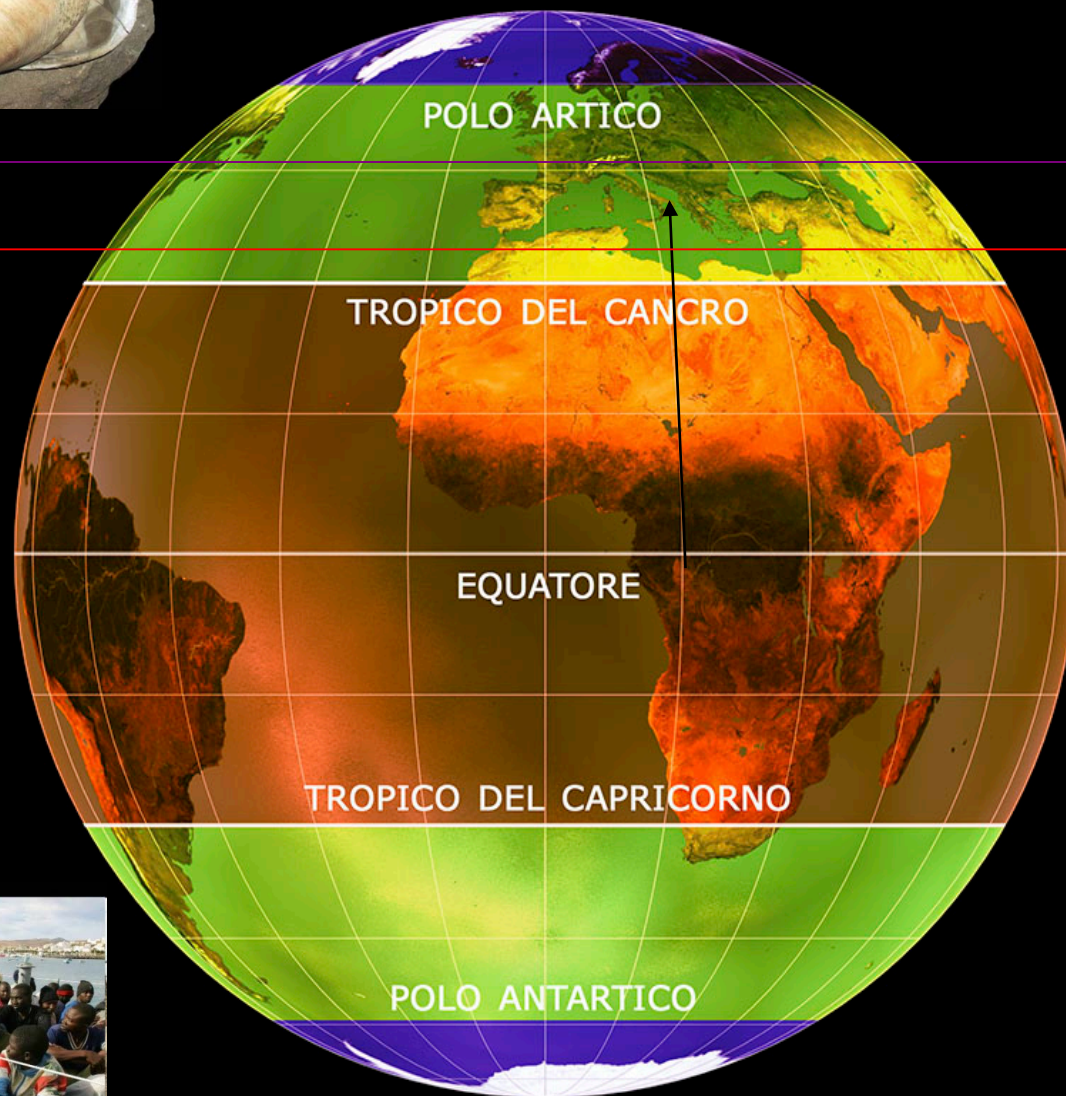 POLO ARTICO
TROPICO DEL CANCRO
EQUATORE
TROPICO DEL CAPRICORNO
POLO ANTARTICO